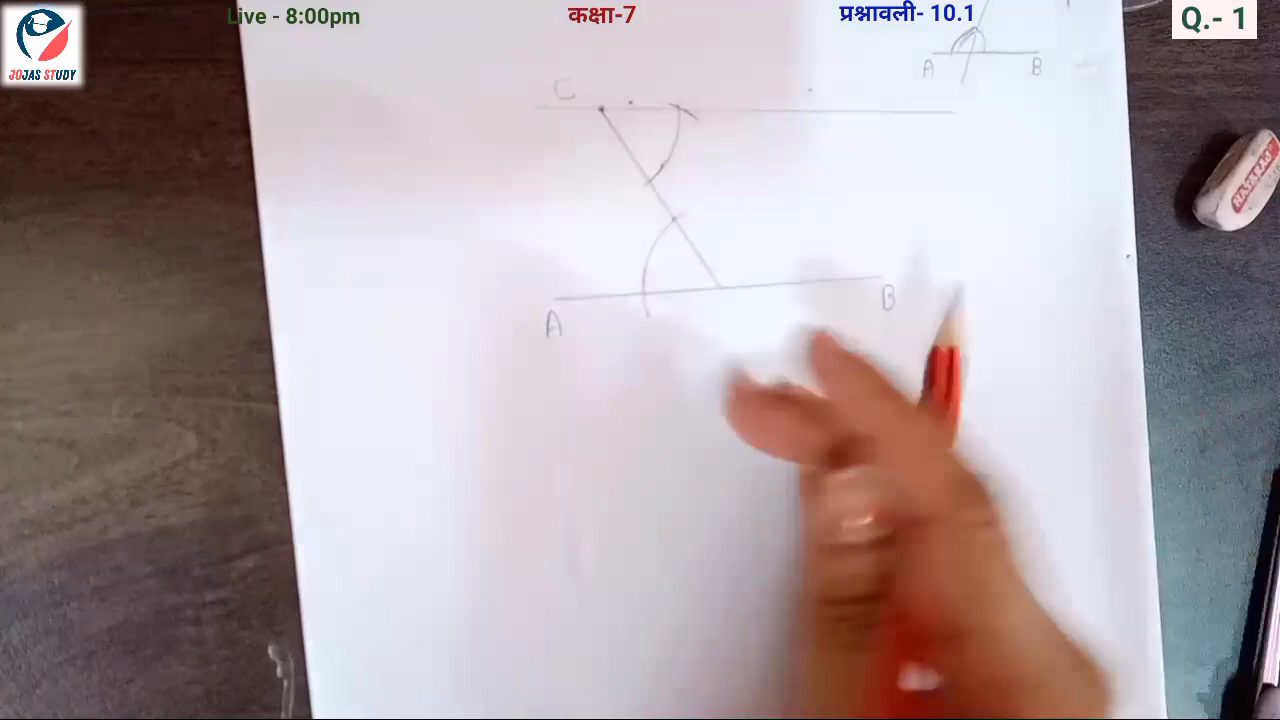 Live - 8:00pm
कक्षा-7
प्रश्नावली- 10.1
Q.- 1
JOJAS STUDY
A
B
C
A
B
NATARAJ